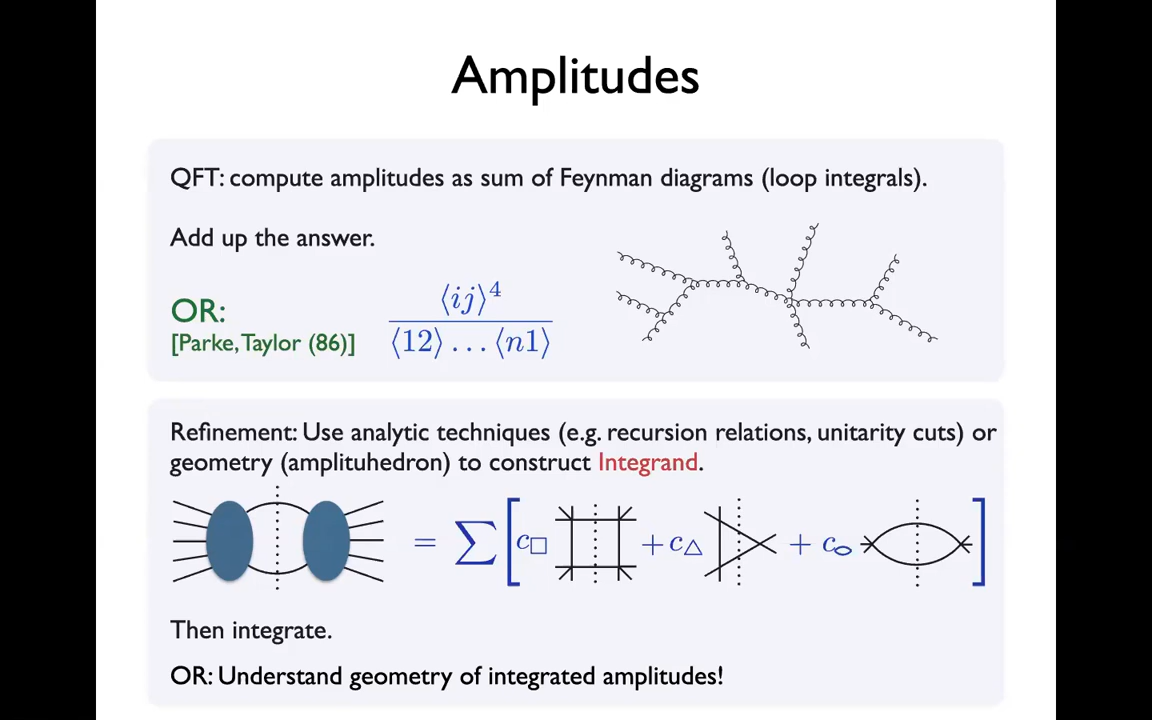 Amplitudes
QFT: compute amplitudes as sum of Feynman diagrams (loop integrals).
Add up the answer.
OR:
[Parke, Taylor (86)]
⟨ij⟩⁴
⟨12⟩ … ⟨n1⟩
Refinement: Use analytic techniques (e.g. recursion relations, unitarity cuts) or
geometry (amplituhedron) to construct Integrand.
= ∑ [ c□ + c△ + c⬭ ]
Then integrate.
OR: Understand geometry of integrated amplitudes!